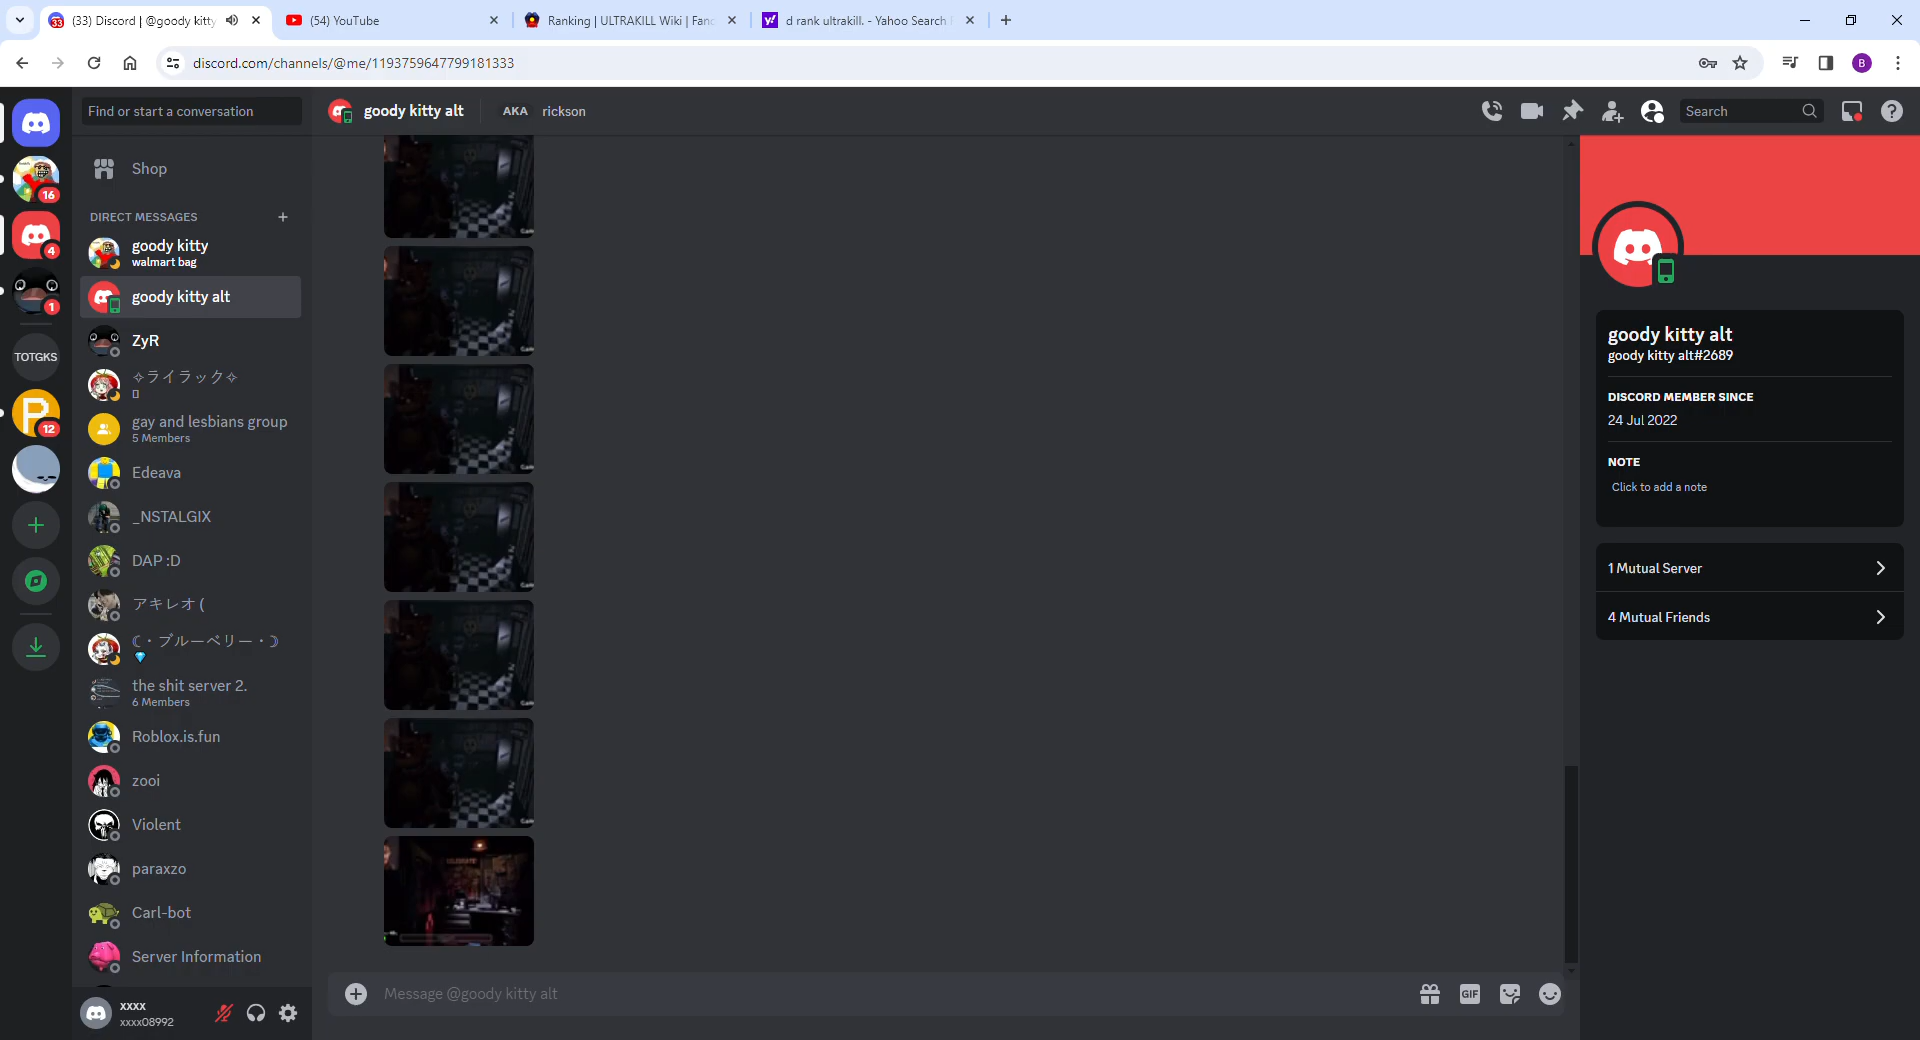 (33) Discord | @goody kitty
(54) YouTube
Ranking | ULTRAKILL Wiki | Fanc
d rank ultrakill. - Yahoo Search
discord.com/channels/@me/1193759647799181333
B
Find or start a conversation
goody kitty alt
AKA
rickson
Search
16
4
1
TOTGKS
12
Shop
DIRECT MESSAGES
goody kitty
walmart bag
goody kitty alt
ZyR
✧ライラック✧
gay and lesbians group
5 Members
Edeava
_NSTALGIX
DAP :D
アキレオ (
☾・ブルーベリー・☽
💎
the shit server 2.
6 Members
Roblox.is.fun
zooi
Violent
paraxzo
Carl-bot
Server Information
xxxx
xxxx08992
CELEBRATE!
Message @goody kitty alt
GIF
goody kitty alt
goody kitty alt#2689
DISCORD MEMBER SINCE
24 Jul 2022
NOTE
Click to add a note
1 Mutual Server
4 Mutual Friends